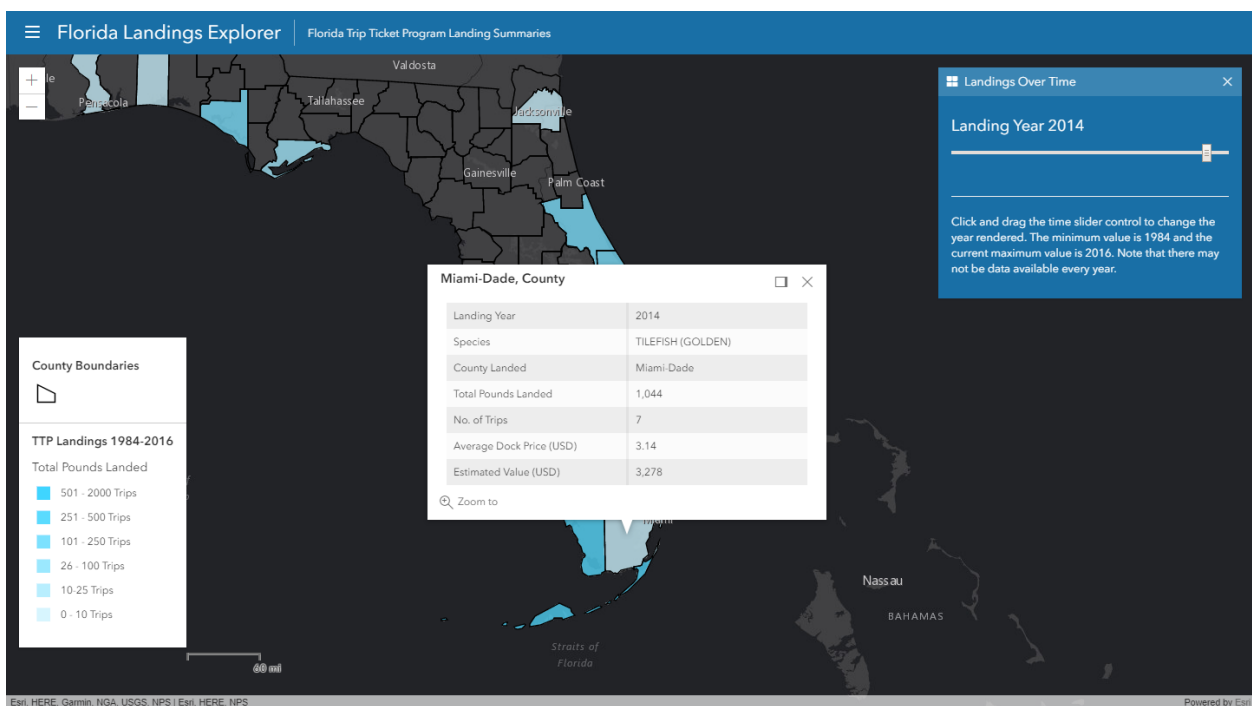 Florida Landings Explorer
Florida Trip Ticket Program Landing Summaries
Valdosta
+
le
Pensacola
−
Tallahassee
Jacksonville
Gainesville
Palm Coast
Landings Over Time
Landing Year 2014
Click and drag the time slider control to change the
year rendered. The minimum value is 1984 and the
current maximum value is 2016. Note that there may
not be data available every year.
Miami-Dade, County
Landing Year 2014
Species TILEFISH (GOLDEN)
County Landed Miami-Dade
Total Pounds Landed 1,044
No. of Trips 7
Average Dock Price (USD) 3.14
Estimated Value (USD) 3,278
Zoom to
Miami
County Boundaries
TTP Landings 1984-2016
Total Pounds Landed
501 - 2000 Trips
251 - 500 Trips
101 - 250 Trips
26 - 100 Trips
10-25 Trips
0 - 10 Trips
Nassau
BAHAMAS
Straits of
Florida
60 mi
Esri, HERE, Garmin, NGA, USGS, NPS | Esri, HERE, NPS
Powered by Esri